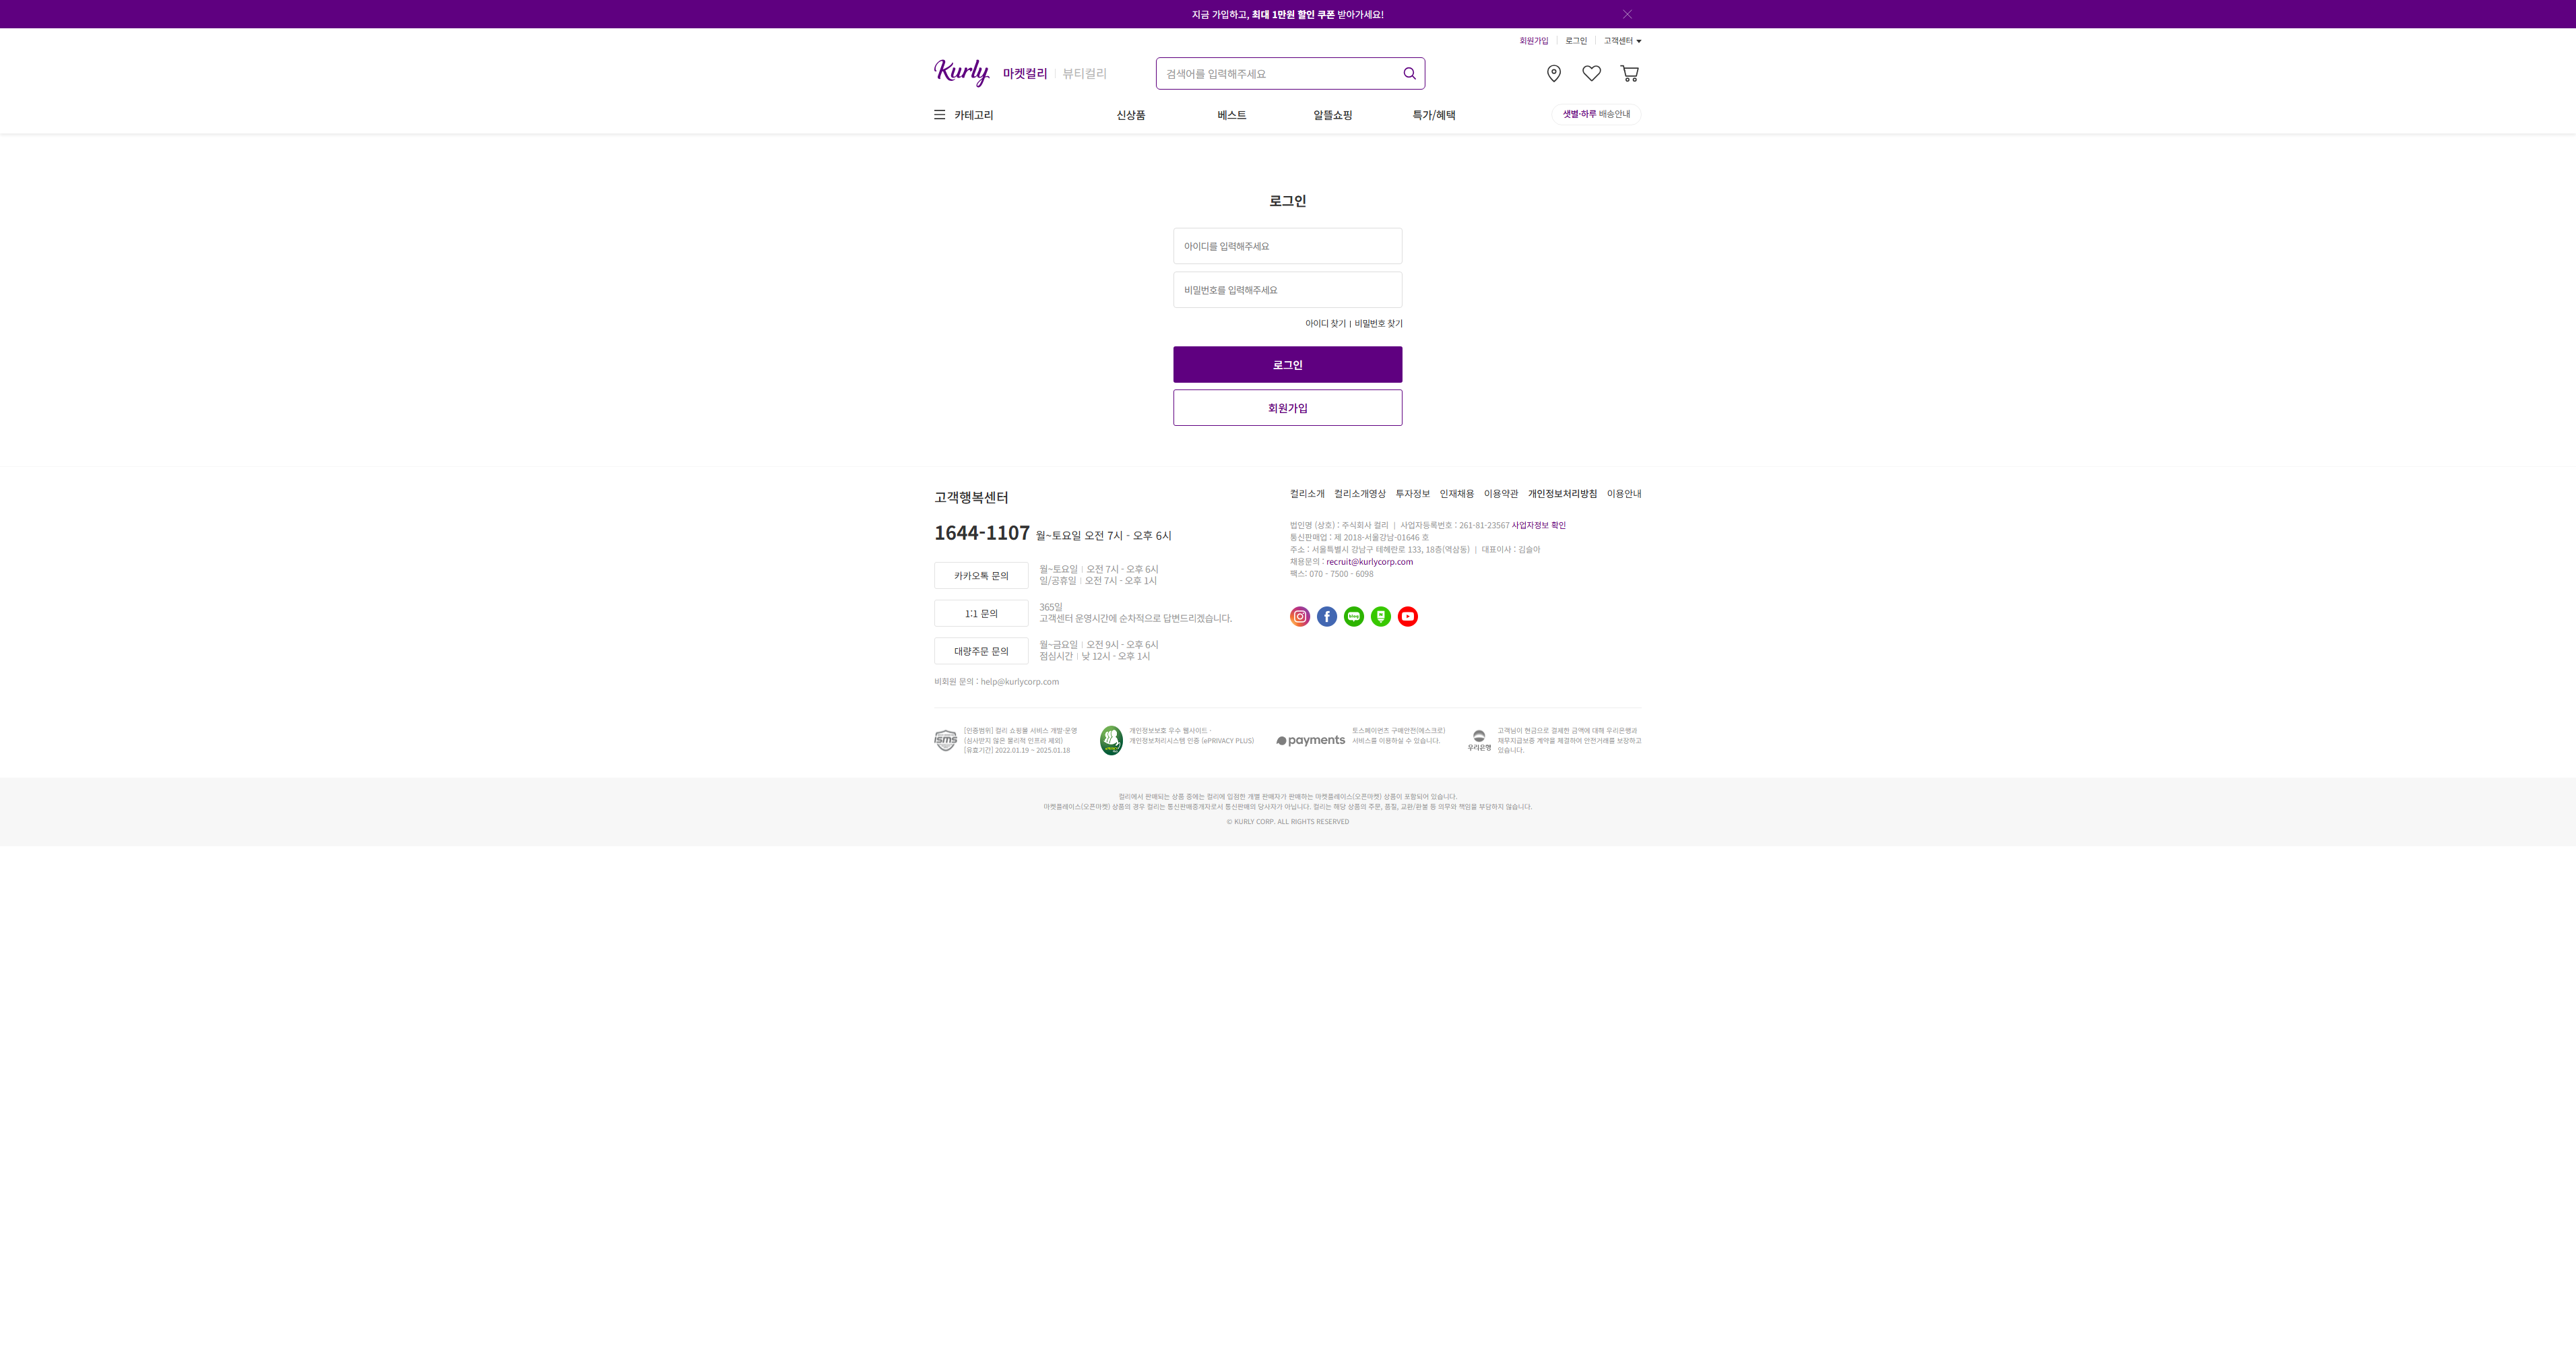 지금 가입하고, 최대 1만원 할인 쿠폰 받아가세요!
회원가입 로그인 고객센터
Kurly 마켓컬리 뷰티컬리 검색어를 입력해주세요
카테고리 신상품 베스트 알뜰쇼핑 특가/혜택 샛별·하루 배송안내
로그인
아이디를 입력해주세요
비밀번호를 입력해주세요
아이디 찾기 | 비밀번호 찾기
로그인
회원가입
고객행복센터
1644-1107 월~토요일 오전 7시 - 오후 6시
카카오톡 문의
월~토요일 | 오전 7시 - 오후 6시
일/공휴일 | 오전 7시 - 오후 1시
1:1 문의
365일
고객센터 운영시간에 순차적으로 답변드리겠습니다.
대량주문 문의
월~금요일 | 오전 9시 - 오후 6시
점심시간 | 낮 12시 - 오후 1시
비회원 문의 : help@kurlycorp.com
컬리소개 컬리소개영상 투자정보 인재채용 이용약관 개인정보처리방침 이용안내
법인명 (상호) : 주식회사 컬리 | 사업자등록번호 : 261-81-23567 사업자정보 확인
통신판매업 : 제 2018-서울강남-01646 호
주소 : 서울특별시 강남구 테헤란로 133, 18층(역삼동) | 대표이사 : 김슬아
채용문의 : recruit@kurlycorp.com
팩스: 070 - 7500 - 6098
isms
[인증범위] 컬리 쇼핑몰 서비스 개발·운영
(심사받지 않은 물리적 인프라 제외)
[유효기간] 2022.01.19 ~ 2025.01.18
개인정보보호 우수 웹사이트 ·
개인정보처리시스템 인증 (ePRIVACY PLUS)
payments
토스페이먼츠 구매안전(에스크로)
서비스를 이용하실 수 있습니다.
우리은행
고객님이 현금으로 결제한 금액에 대해 우리은행과
채무지급보증 계약을 체결하여 안전거래를 보장하고
있습니다.
컬리에서 판매되는 상품 중에는 컬리에 입점한 개별 판매자가 판매하는 마켓플레이스(오픈마켓) 상품이 포함되어 있습니다.
마켓플레이스(오픈마켓) 상품의 경우 컬리는 통신판매중개자로서 통신판매의 당사자가 아닙니다. 컬리는 해당 상품의 주문, 품질, 교환/환불 등 의무와 책임을 부담하지 않습니다.
© KURLY CORP. ALL RIGHTS RESERVED